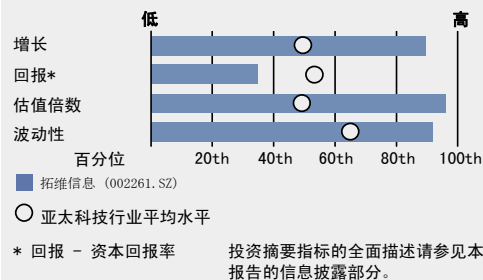 低 高
增长
回报*
估值倍数
波动性
百分位 20th 40th 60th 80th 100th
拓维信息 (002261.SZ)
亚太科技行业平均水平
* 回报 - 资本回报率 投资摘要指标的全面描述请参见本
报告的信息披露部分。